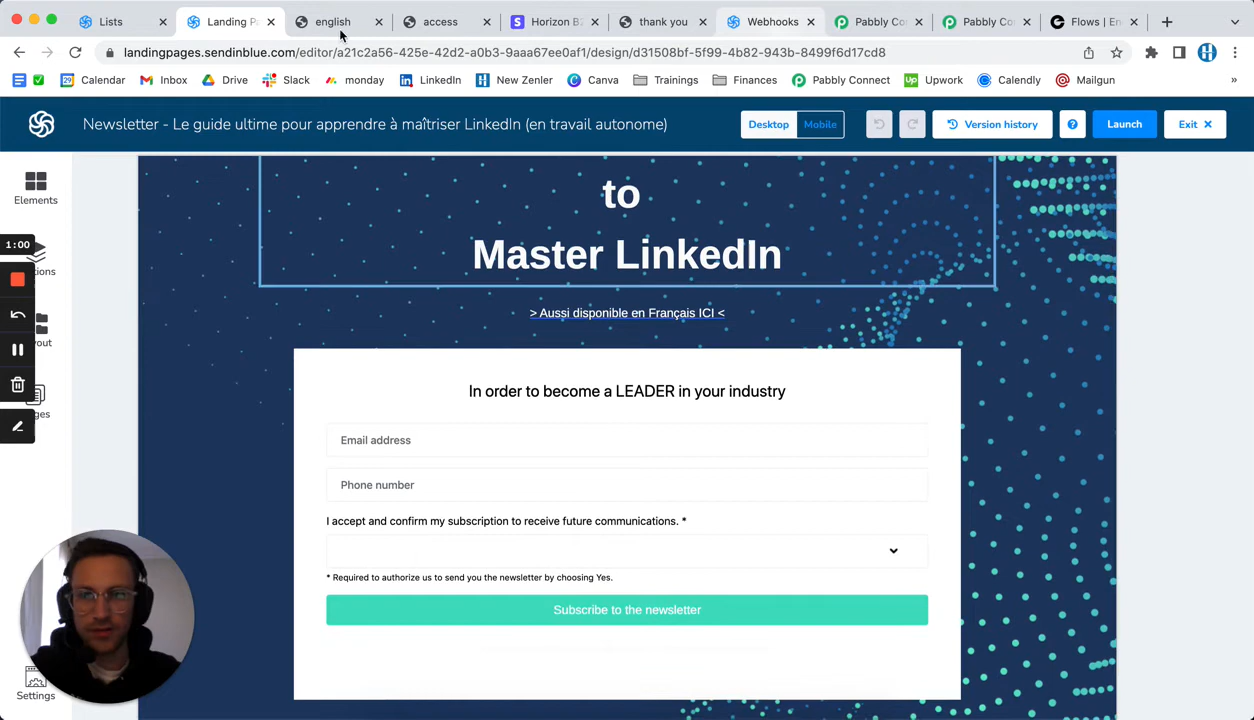 Lists
Landing P
english
access
Horizon B2
thank you
Webhooks
Pabbly Co
Pabbly Co
Flows | En
landingpages.sendinblue.com/editor/a21c2a56-425e-42d2-a0b3-9aaa67ee0af1/design/d31508bf-5f99-4b82-943b-8499f6d17cd8
Calendar
Inbox
Drive
Slack
monday
LinkedIn
New Zenler
Canva
Trainings
Finances
Pabbly Connect
Upwork
Calendly
Mailgun
Newsletter - Le guide ultime pour apprendre à maîtriser LinkedIn (en travail autonome)
Desktop
Mobile
Version history
Launch
Exit
Elements
to
Master LinkedIn
1:00
tions
> Aussi disponible en Français ICI <
out
In order to become a LEADER in your industry
ges
Email address
Phone number
I accept and confirm my subscription to receive future communications. *
* Required to authorize us to send you the newsletter by choosing Yes.
Subscribe to the newsletter
Settings